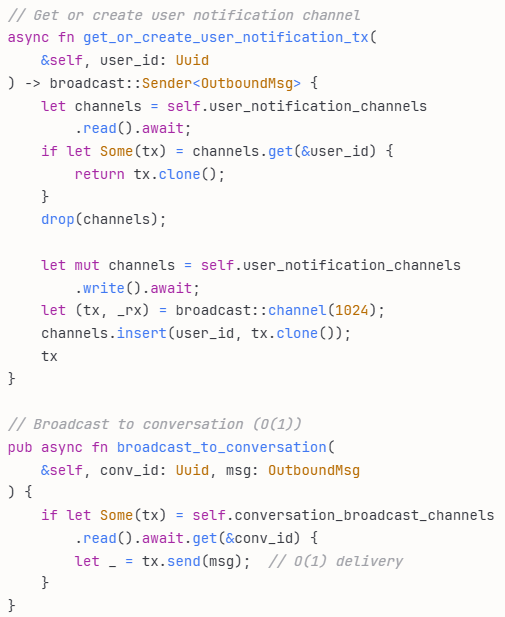 // Get or create user notification channel
async fn get_or_create_user_notification_tx(
    &self, user_id: Uuid
) -> broadcast::Sender<OutboundMsg> {
    let channels = self.user_notification_channels
        .read().await;
    if let Some(tx) = channels.get(&user_id) {
        return tx.clone();
    }
    drop(channels);

    let mut channels = self.user_notification_channels
        .write().await;
    let (tx, _rx) = broadcast::channel(1024);
    channels.insert(user_id, tx.clone());
    tx
}

// Broadcast to conversation (O(1))
pub async fn broadcast_to_conversation(
    &self, conv_id: Uuid, msg: OutboundMsg
) {
    if let Some(tx) = self.conversation_broadcast_channels
        .read().await.get(&conv_id) {
        let _ = tx.send(msg);  // O(1) delivery
    }
}